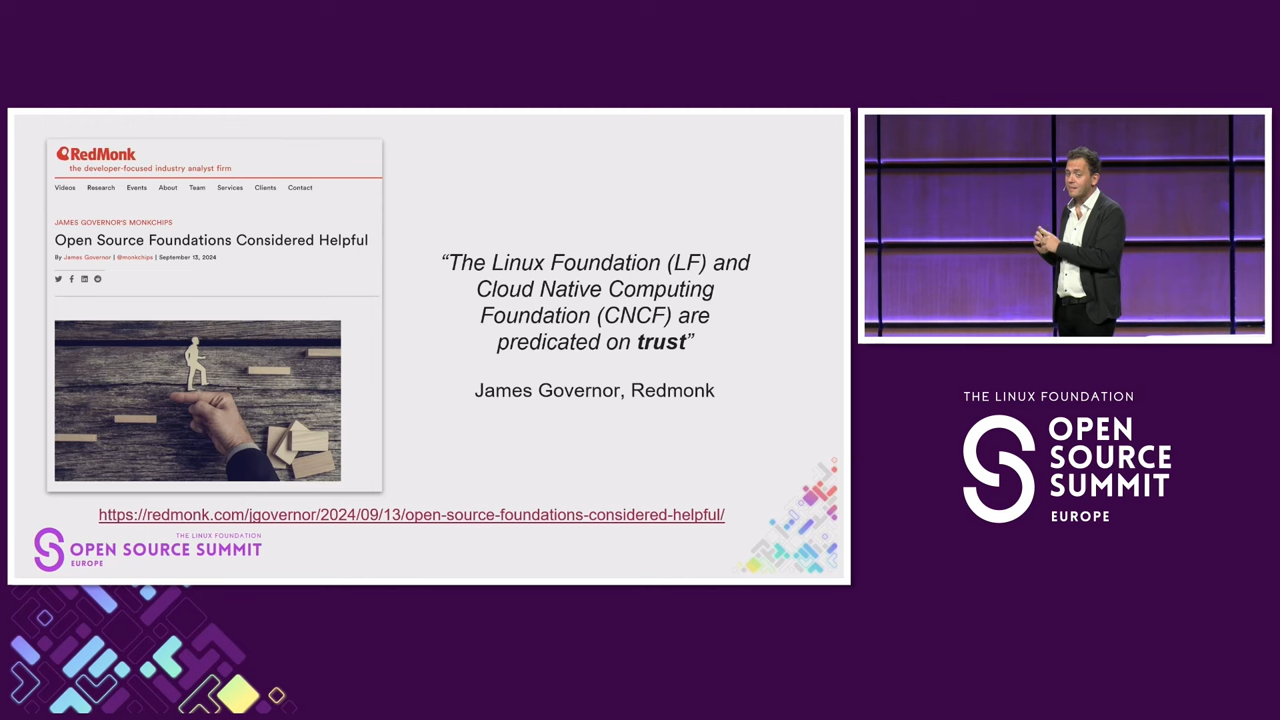 RedMonk
the developer-focused industry analyst firm
Videos Research Events About Team Services Clients Contact
JAMES GOVERNOR'S MONKCHIPS
Open Source Foundations Considered Helpful
By James Governor | @monkchips | September 13, 2024
“The Linux Foundation (LF) and
Cloud Native Computing
Foundation (CNCF) are
predicated on trust”
James Governor, Redmonk
https://redmonk.com/jgovernor/2024/09/13/open-source-foundations-considered-helpful/
THE LINUX FOUNDATION
OPEN SOURCE SUMMIT
EUROPE
THE LINUX FOUNDATION
OPEN
SOURCE
SUMMIT
EUROPE